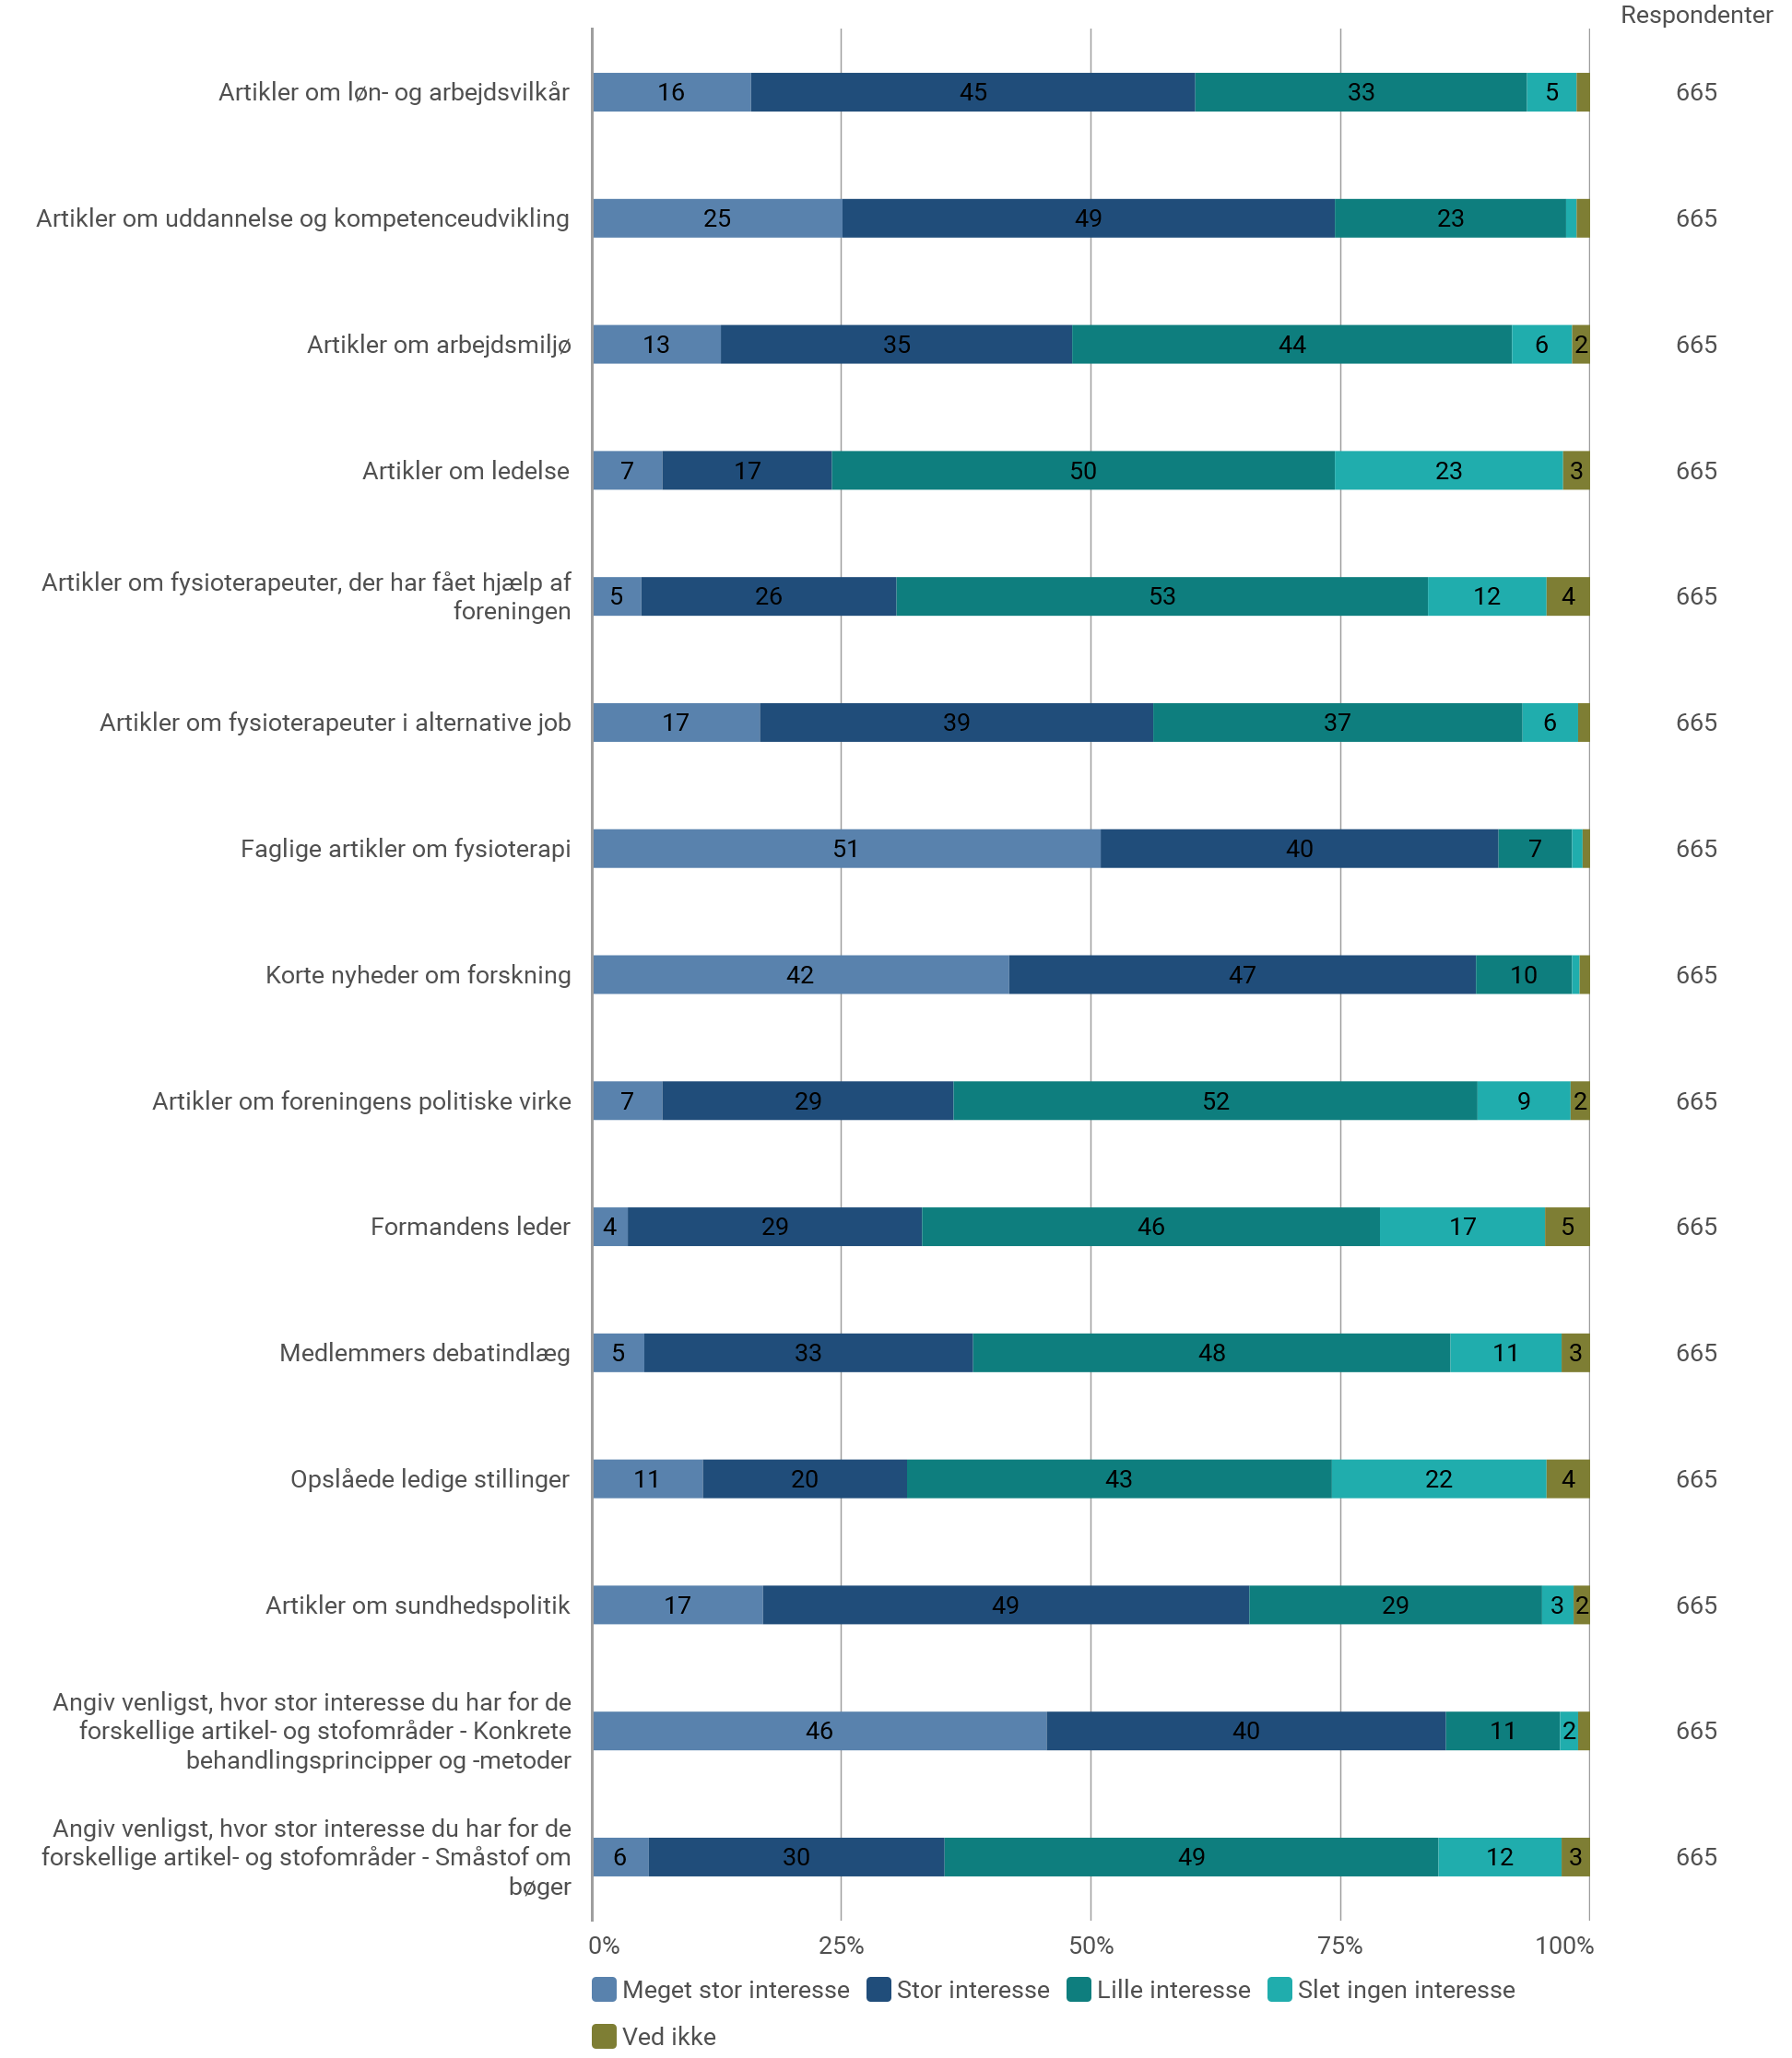 Respondenter
Artikler om løn- og arbejdsvilkår 16 45 33 5 665
Artikler om uddannelse og kompetenceudvikling 25 49 23 665
Artikler om arbejdsmiljø 13 35 44 6 2 665
Artikler om ledelse 7 17 50 23 3 665
Artikler om fysioterapeuter, der har fået hjælp af
foreningen
5 26 53 12 4 665
Artikler om fysioterapeuter i alternative job 17 39 37 6 665
Faglige artikler om fysioterapi 51 40 7 665
Korte nyheder om forskning 42 47 10 665
Artikler om foreningens politiske virke 7 29 52 9 2 665
Formandens leder 4 29 46 17 5 665
Medlemmers debatindlæg 5 33 48 11 3 665
Opslåede ledige stillinger 11 20 43 22 4 665
Artikler om sundhedspolitik 17 49 29 3 2 665
Angiv venligst, hvor stor interesse du har for de
forskellige artikel- og stofområder - Konkrete
behandlingsprincipper og -metoder
46 40 11 2 665
Angiv venligst, hvor stor interesse du har for de
forskellige artikel- og stofområder - Småstof om
bøger
6 30 49 12 3 665
0% 25% 50% 75% 100%
Meget stor interesse Stor interesse Lille interesse Slet ingen interesse
Ved ikke